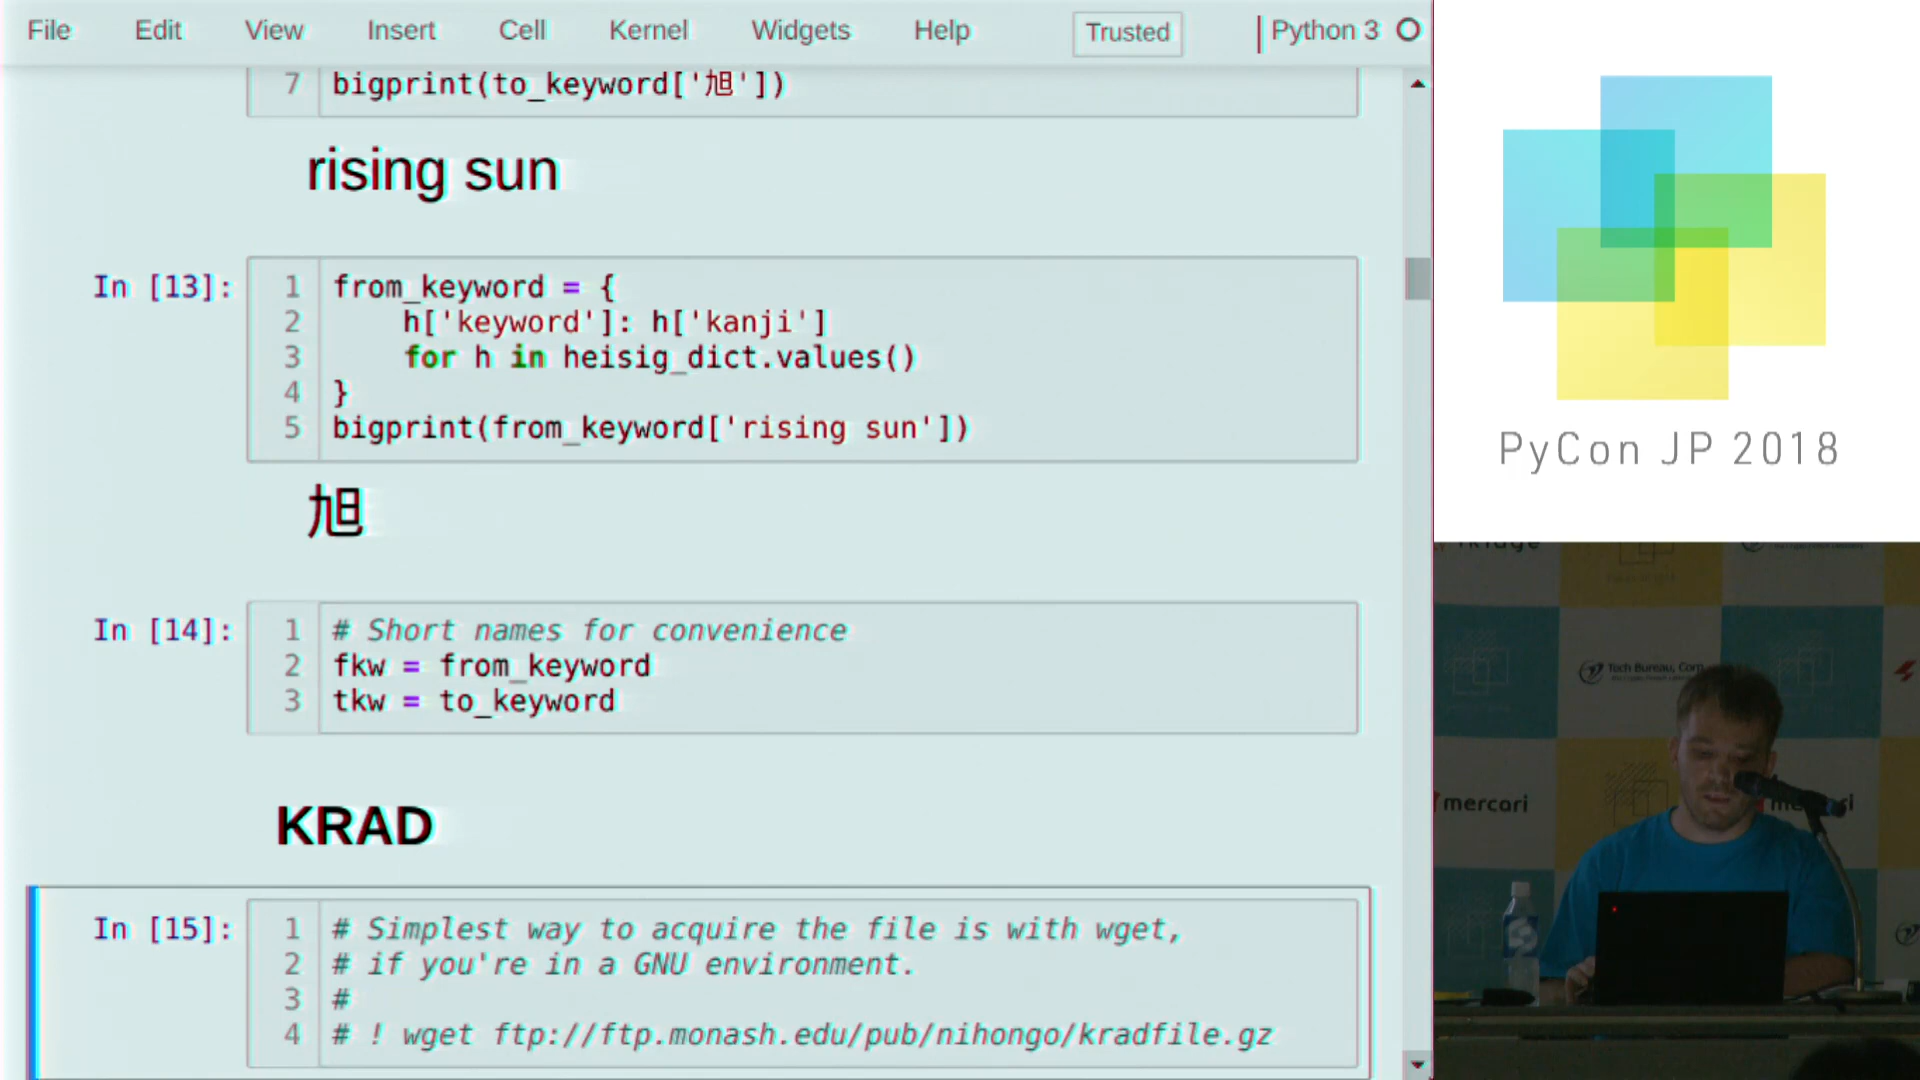 File Edit View Insert Cell Kernel Widgets Help Trusted Python 3
7 bigprint(to_keyword['旭'])
rising sun
In [13]:
1 from_keyword = {
2 h['keyword']: h['kanji']
3 for h in heisig_dict.values()
4 }
5 bigprint(from_keyword['rising sun'])
旭
In [14]:
1 # Short names for convenience
2 fkw = from_keyword
3 tkw = to_keyword
KRAD
In [15]:
1 # Simplest way to acquire the file is with wget,
2 # if you're in a GNU environment.
3 #
4 # ! wget ftp://ftp.monash.edu/pub/nihongo/kradfile.gz
PyCon JP 2018
Tech Bureau, Corp.
mercari